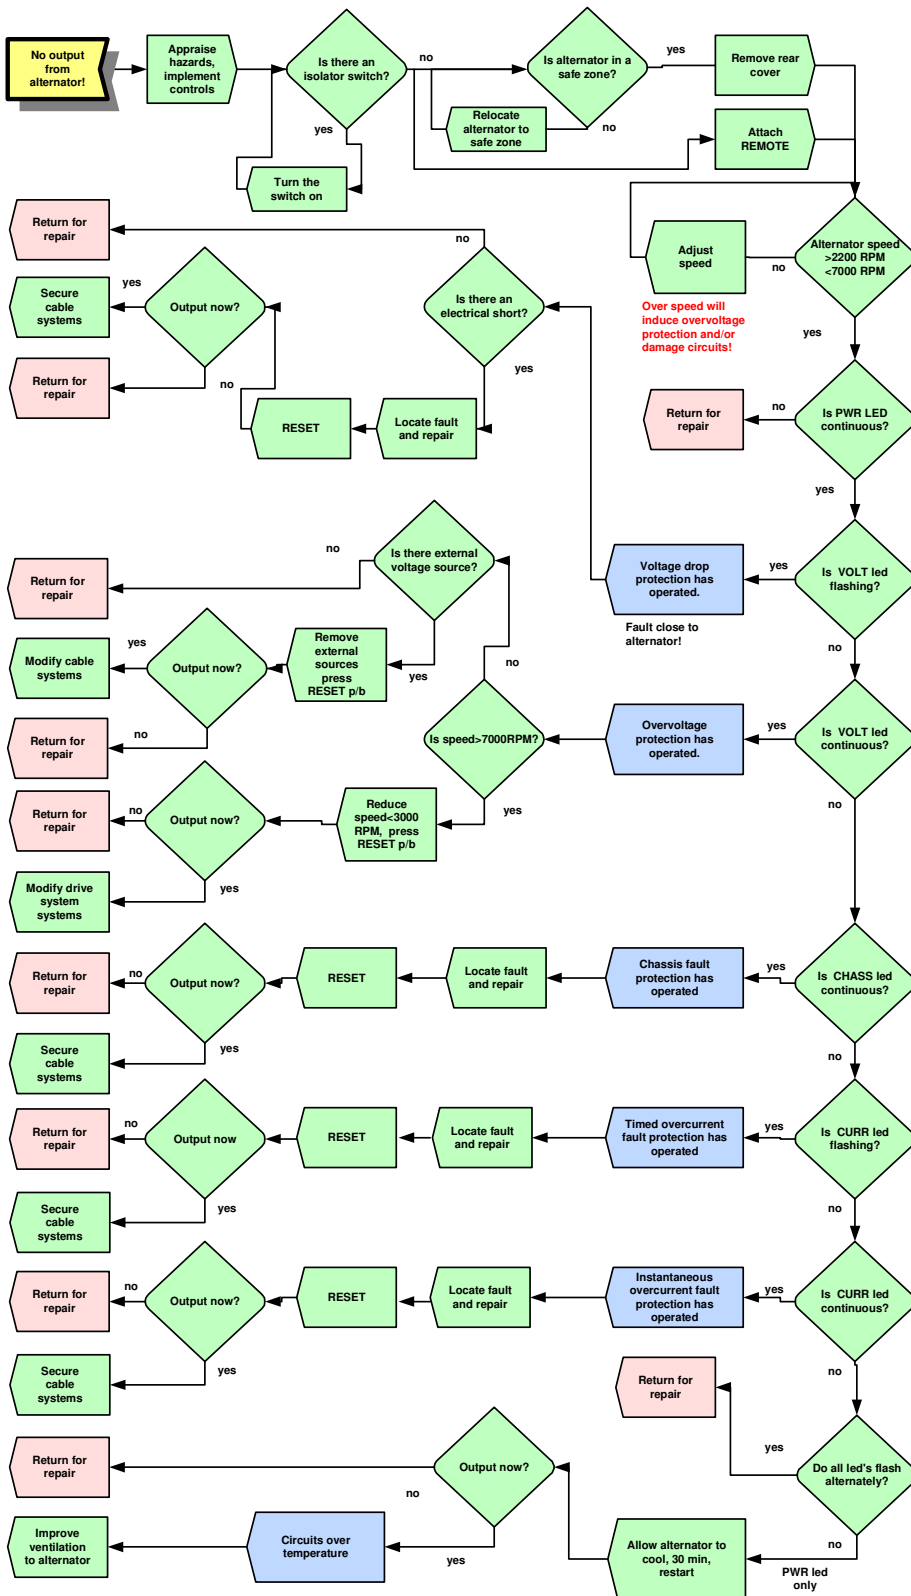 No output
from
alternator!
Appraise
hazards,
implement
controls
Is there an
isolator switch?
no
yes
Turn the
switch on
Is alternator in a
safe zone?
yes
no
Relocate
alternator to
safe zone
Remove rear
cover
Attach
REMOTE
Alternator speed
>2200 RPM
<7000 RPM
no
Adjust
speed
Over speed will
induce overvoltage
protection and/or
damage circuits!
yes
Return for
repair
no
Is there an
electrical short?
yes
Secure
cable
systems
yes
Output now?
Return for
repair
no
RESET
Locate fault
and repair
Is PWR LED
continuous?
no
Return for
repair
yes
Is VOLT led
flashing?
yes
Voltage drop
protection has
operated.
Fault close to
alternator!
no
Is there external
voltage source?
no
Return for
repair
yes
Remove
external
sources
press
RESET p/b
Output now?
yes
Modify cable
systems
no
Return for
repair
no
Is speed>7000RPM?
Overvoltage
protection has
operated.
yes
Is VOLT led
continuous?
no
yes
Reduce
speed<3000
RPM, press
RESET p/b
Output now?
no
Return for
repair
yes
Modify drive
system
systems
Is CHASS led
continuous?
yes
Chassis fault
protection has
operated
Locate fault
and repair
RESET
Output now?
no
Return for
repair
yes
Secure
cable
systems
no
Is CURR led
flashing?
yes
Timed overcurrent
fault protection has
operated
Locate fault
and repair
RESET
Output now
no
Return for
repair
yes
Secure
cable
systems
no
Is CURR led
continuous?
yes
Instantaneous
overcurrent fault
protection has
operated
Locate fault
and repair
RESET
Output now?
no
Return for
repair
yes
Secure
cable
systems
no
Do all led's flash
alternately?
yes
Return for
repair
no
PWR led
only
Allow alternator to
cool, 30 min,
restart
Output now?
no
Return for
repair
yes
Circuits over
temperature
Improve
ventilation
to alternator